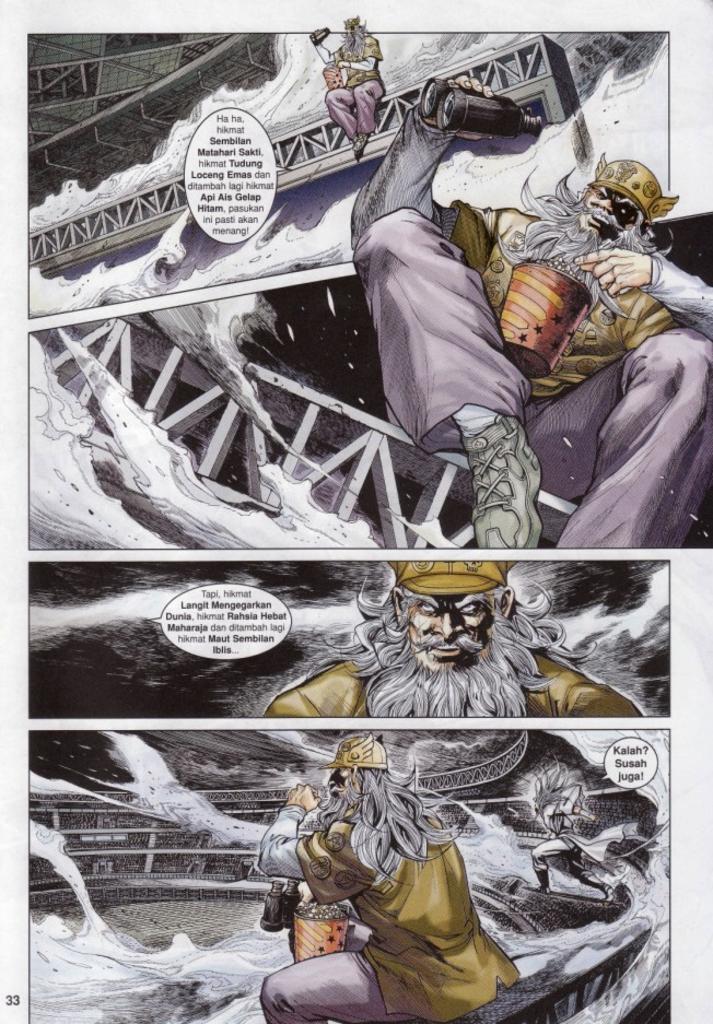 Ha ha,
hikmat
Sembilan
Matahari Sakti,
hikmat Tudung
Loceng Emas dan
ditambah lagi hikmat
Api Ais Gelap
Hitam, pasukan
ini pasti akan
menang!
Tapi, hikmat
Langit Mengegarkan
Dunia, hikmat Rahsia Hebat
Maharaja dan ditambah lagi
hikmat Maut Sembilan
Iblis...
Kalah?
Susah
juga!
33